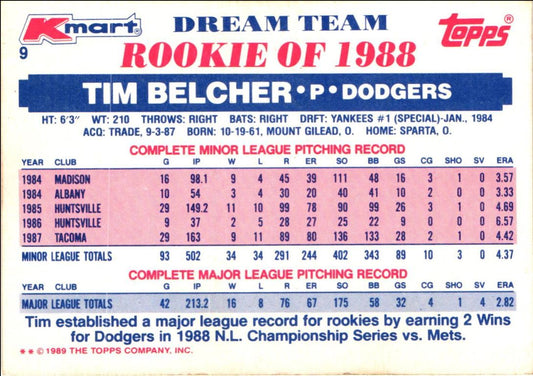 Kmart® DREAM TEAM Topps®
9 ROOKIE OF 1988
TIM BELCHER • P • DODGERS
HT: 6'3" WT: 210 THROWS: RIGHT BATS: RIGHT DRFT: YANKEES #1 (SPECIAL)-JAN., 1984
ACQ: TRADE, 9-3-87 BORN: 10-19-61, MOUNT GILEAD, O. HOME: SPARTA, O.
COMPLETE MINOR LEAGUE PITCHING RECORD
YEAR CLUB G IP W L R ER SO BB GS CG SHO SV ERA
1984 MADISON 16 98.1 9 4 45 39 111 48 16 3 1 0 3.57
1984 ALBANY 10 54 3 4 30 20 40 41 10 2 0 0 3.33
1985 HUNTSVILLE 29 149.2 11 10 99 78 90 99 26 3 1 0 4.69
1986 HUNTSVILLE 9 37 2 5 28 27 25 22 9 0 0 0 6.57
1987 TACOMA 29 163 9 11 89 80 136 133 28 2 1 0 4.42
MINOR LEAGUE TOTALS 93 502 34 34 291 244 402 343 89 10 3 0 4.37
COMPLETE MAJOR LEAGUE PITCHING RECORD
MAJOR LEAGUE TOTALS 42 213.2 16 8 76 67 175 58 32 4 1 4 2.82
Tim established a major league record for rookies by earning 2 Wins
for Dodgers in 1988 N.L. Championship Series vs. Mets.
** ©1989 THE TOPPS COMPANY, INC.